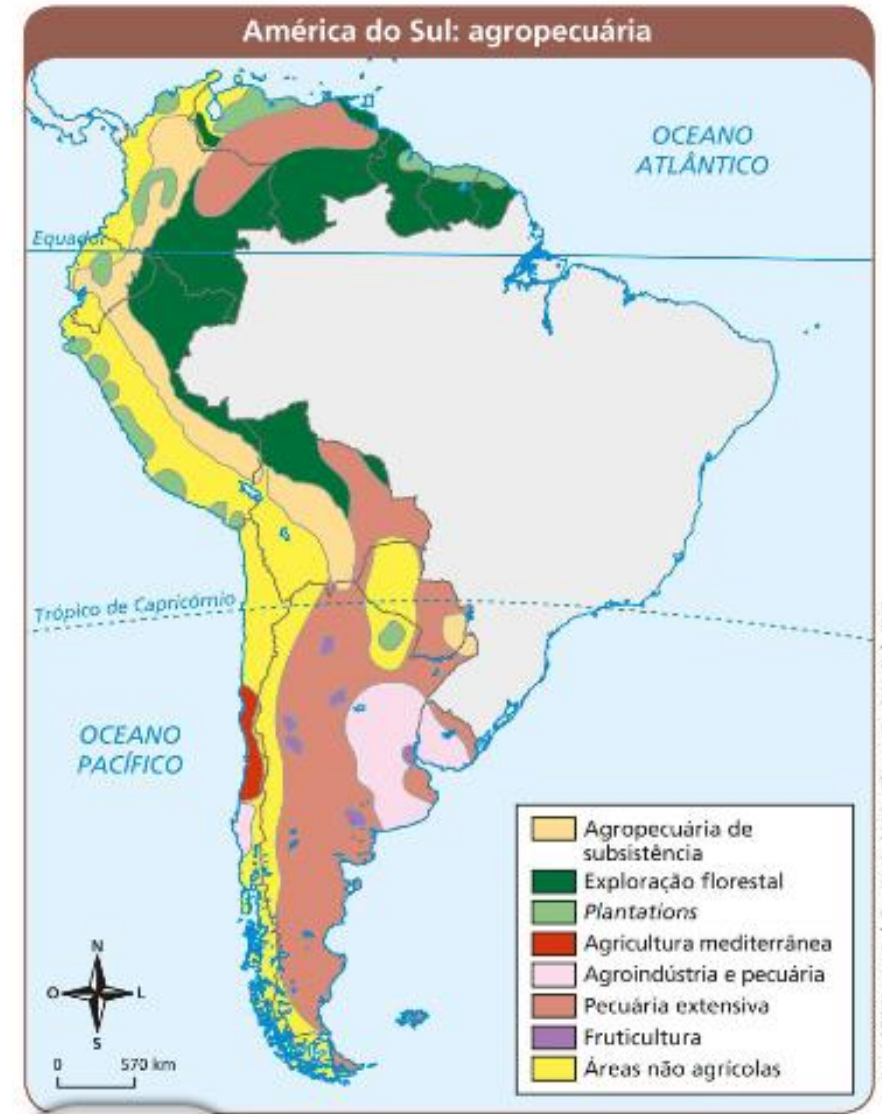 América do Sul: agropecuária
OCEANO
ATLÂNTICO
Equador
Trópico de Capricórnio
OCEANO
PACÍFICO
Agropecuária de
subsistência
Exploração florestal
Plantations
Agricultura mediterrânea
Agroindústria e pecuária
Pecuária extensiva
Fruticultura
Áreas não agrícolas
N
O
L
S
0 570 km